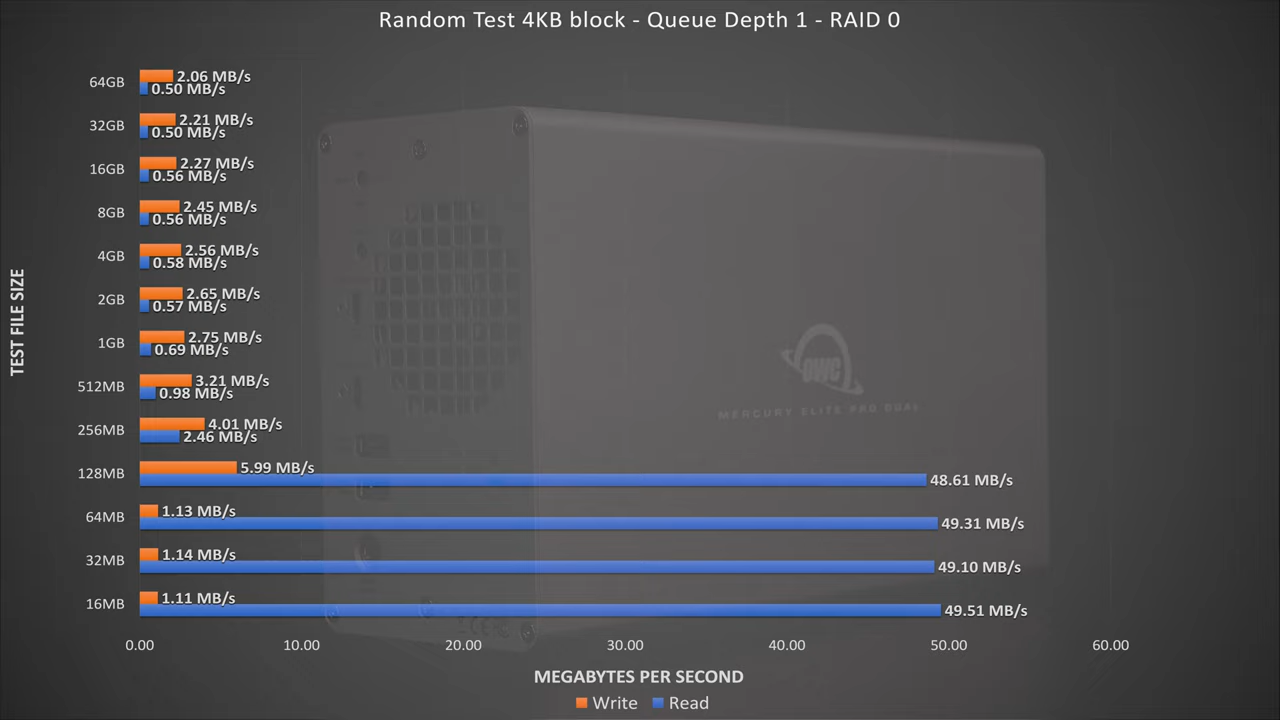 Random Test 4KB block - Queue Depth 1 - RAID 0
TEST FILE SIZE
64GB 2.06 MB/s
0.50 MB/s
32GB 2.21 MB/s
0.50 MB/s
16GB 2.27 MB/s
0.56 MB/s
8GB 2.45 MB/s
0.56 MB/s
4GB 2.56 MB/s
0.58 MB/s
2GB 2.65 MB/s
0.57 MB/s
1GB 2.75 MB/s
0.69 MB/s
512MB 3.21 MB/s
0.98 MB/s
256MB 4.01 MB/s
2.46 MB/s
128MB 5.99 MB/s
48.61 MB/s
64MB 1.13 MB/s
49.31 MB/s
32MB 1.14 MB/s
49.10 MB/s
16MB 1.11 MB/s
49.51 MB/s
OWC
MERCURY ELITE PRO DUAL
0.00 10.00 20.00 30.00 40.00 50.00 60.00
MEGABYTES PER SECOND
Write Read